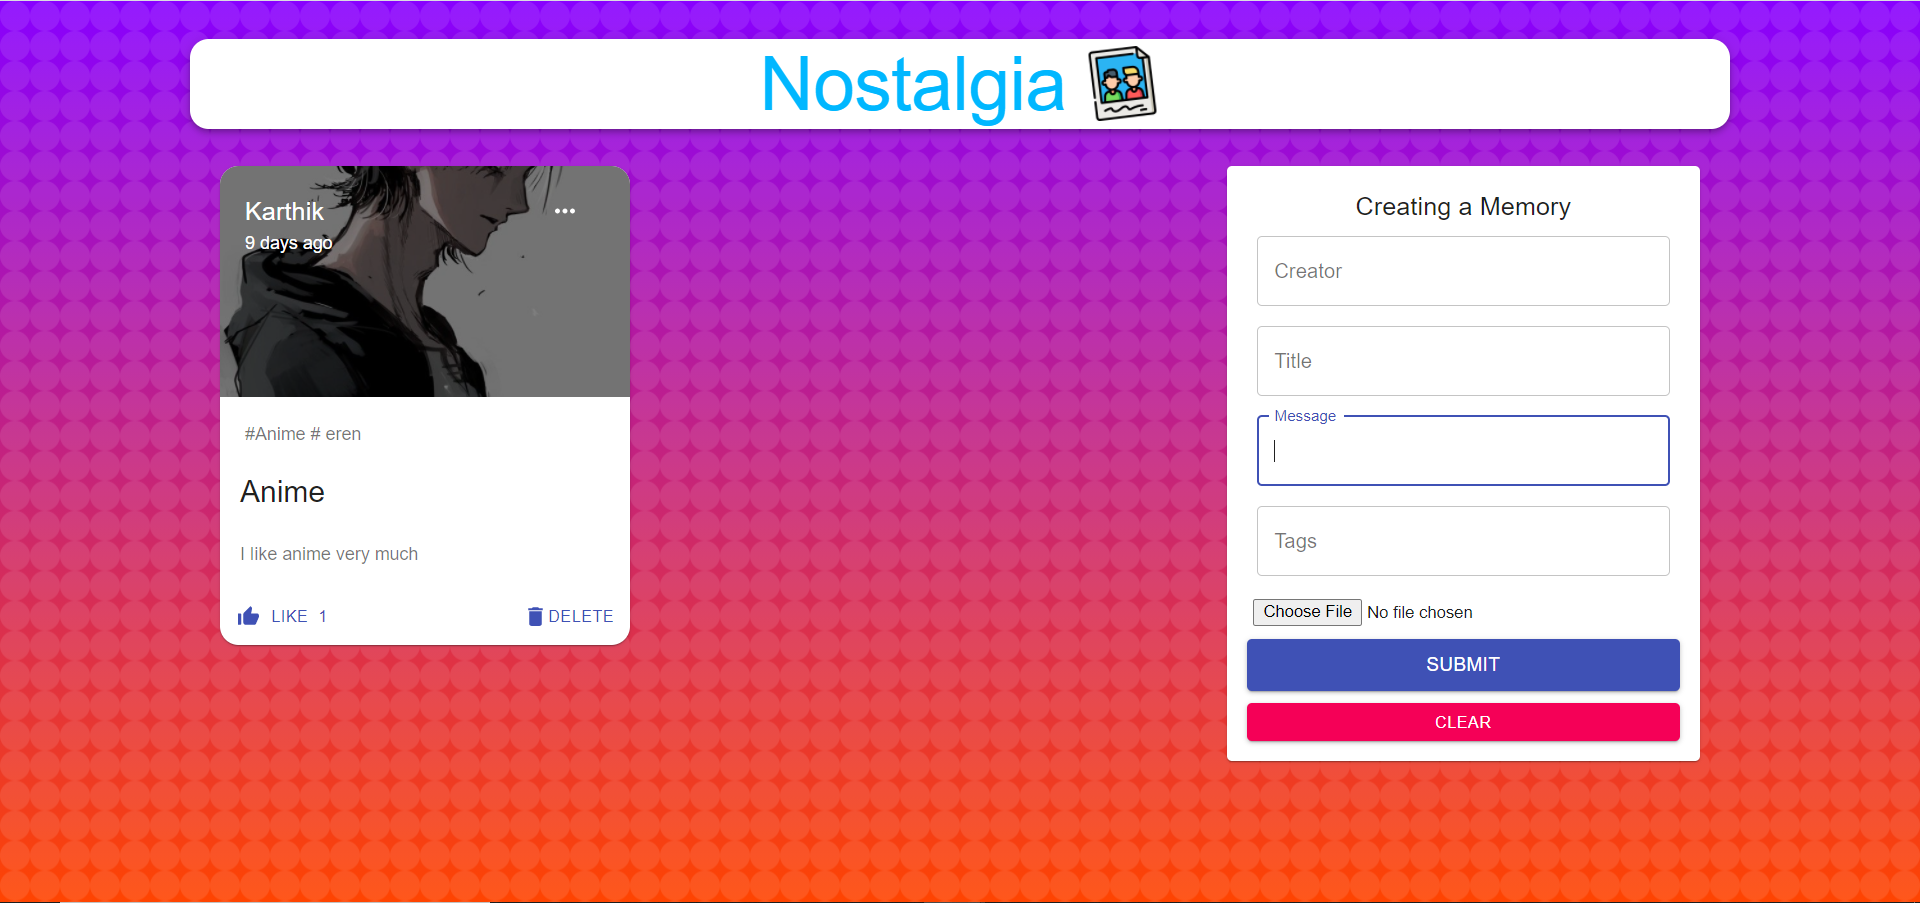 Nostalgia
Karthik
9 days ago
#Anime # eren
Anime
I like anime very much
LIKE 1
DELETE
Creating a Memory
Creator
Title
Message
Tags
Choose File No file chosen
SUBMIT
CLEAR